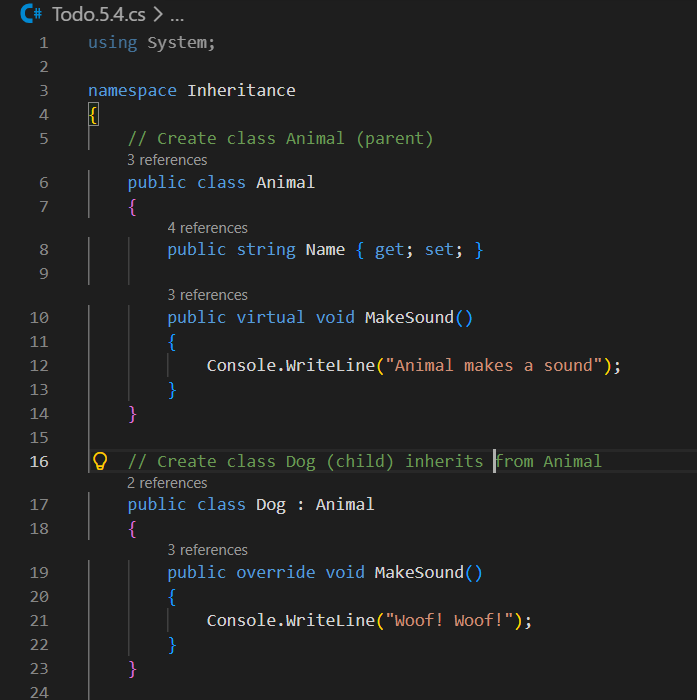 Todo.5.4.cs > ...
1 using System;
2
3 namespace Inheritance
4 {
5 // Create class Animal (parent)
3 references
6 public class Animal
7 {
4 references
8 public string Name { get; set; }
9
3 references
10 public virtual void MakeSound()
11 {
12 Console.WriteLine("Animal makes a sound");
13 }
14 }
15
16 // Create class Dog (child) inherits from Animal
2 references
17 public class Dog : Animal
18 {
3 references
19 public override void MakeSound()
20 {
21 Console.WriteLine("Woof! Woof!");
22 }
23 }
24